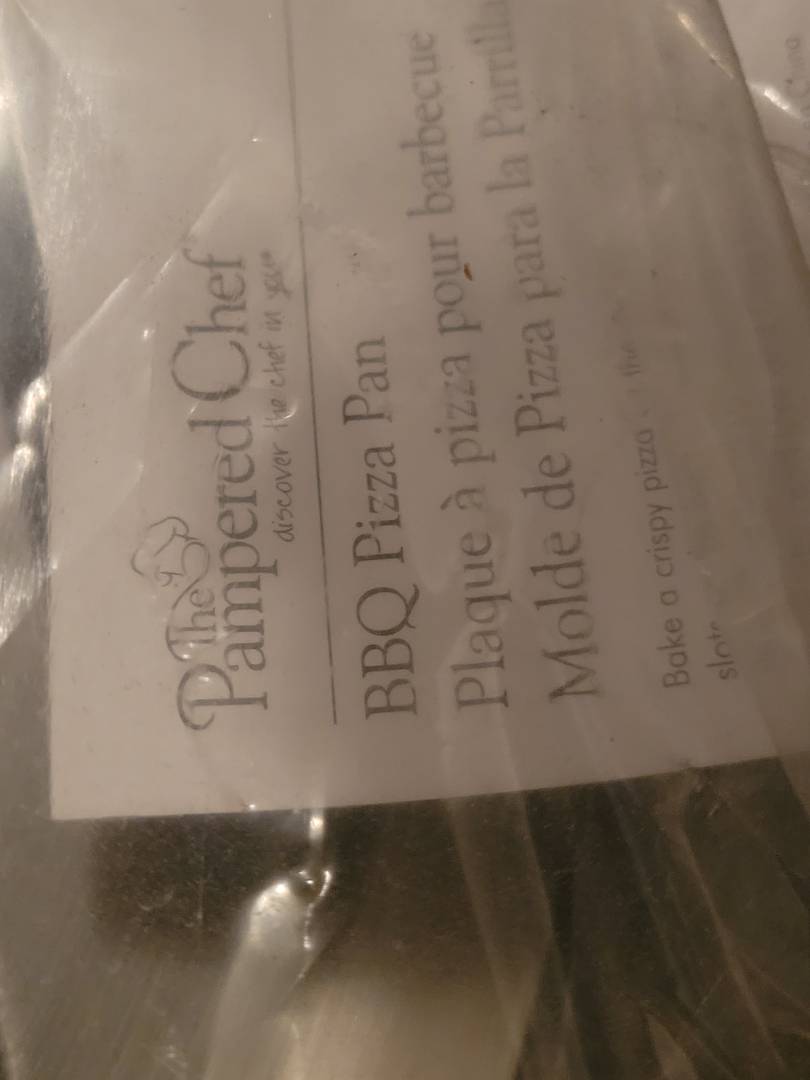 The
Pampered Chef
discover the chef in you
BBQ Pizza Pan
Plaque à pizza pour barbecue
Molde de Pizza para la Parrilla
Bake a crispy pizza the